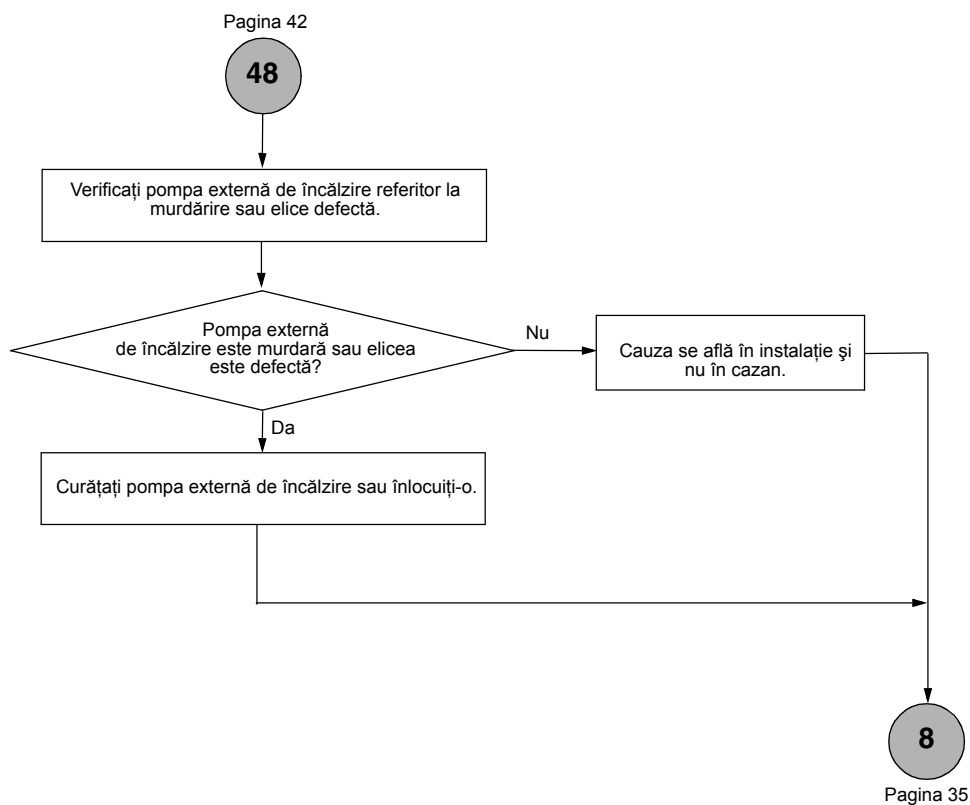 Pagina 42
48
Verificați pompa externă de încălzire referitor la
murdărire sau elice defectă.
Pompa externă
de încălzire este murdară sau elicea
este defectă?
Nu
Cauza se află în instalație şi
nu în cazan.
Da
Curățați pompa externă de încălzire sau înlocuiți-o.
8
Pagina 35